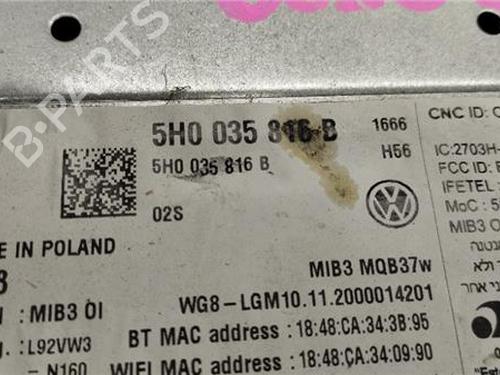 B-PARTS
5H0 035 816 B
1666
5H0 035 816 B
H56
02S
CNC ID:
IC:2703H-
FCC ID:
IFETEL
MoC :
MIB3
IN POLAND
MIB3 MQB37w
MIB3 OI
WG8-LGM10.11.2000014201
L92VW3
BT MAC address : 18:48:CA:34:3B:95
N160
WIFI MAC address : 18:48:CA:34:09:90